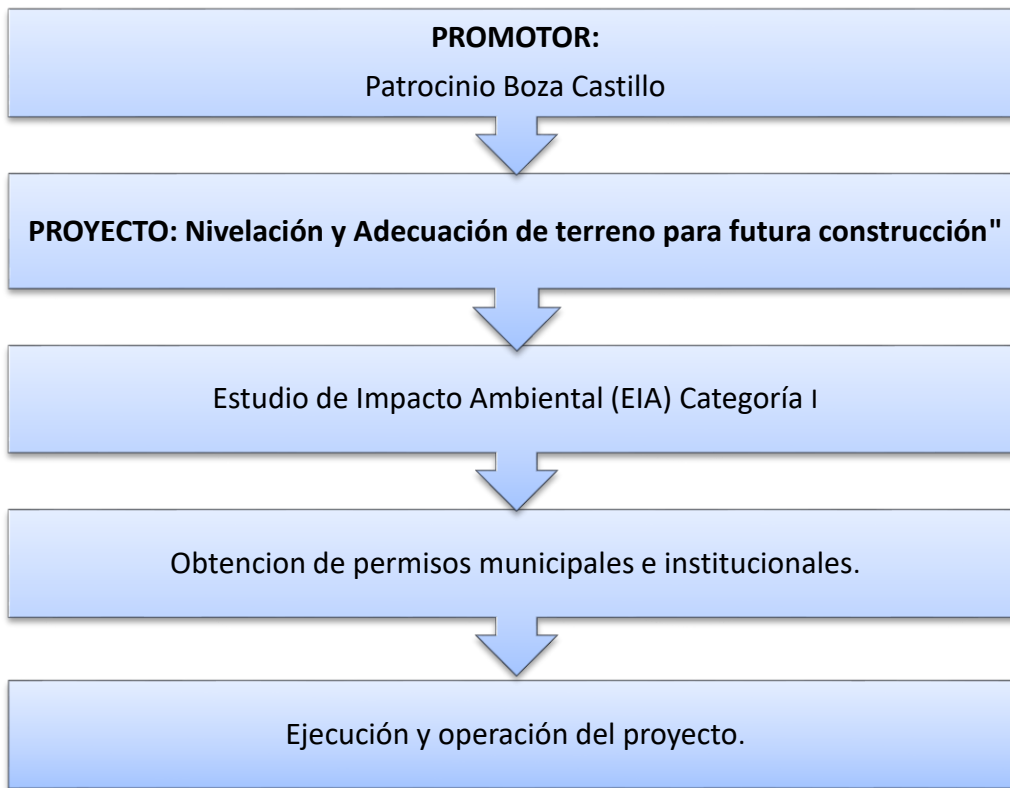 PROMOTOR:
Patrocinio Boza Castillo
PROYECTO: Nivelación y Adecuación de terreno para futura construcción"
Estudio de Impacto Ambiental (EIA) Categoría I
Obtencion de permisos municipales e institucionales.
Ejecución y operación del proyecto.